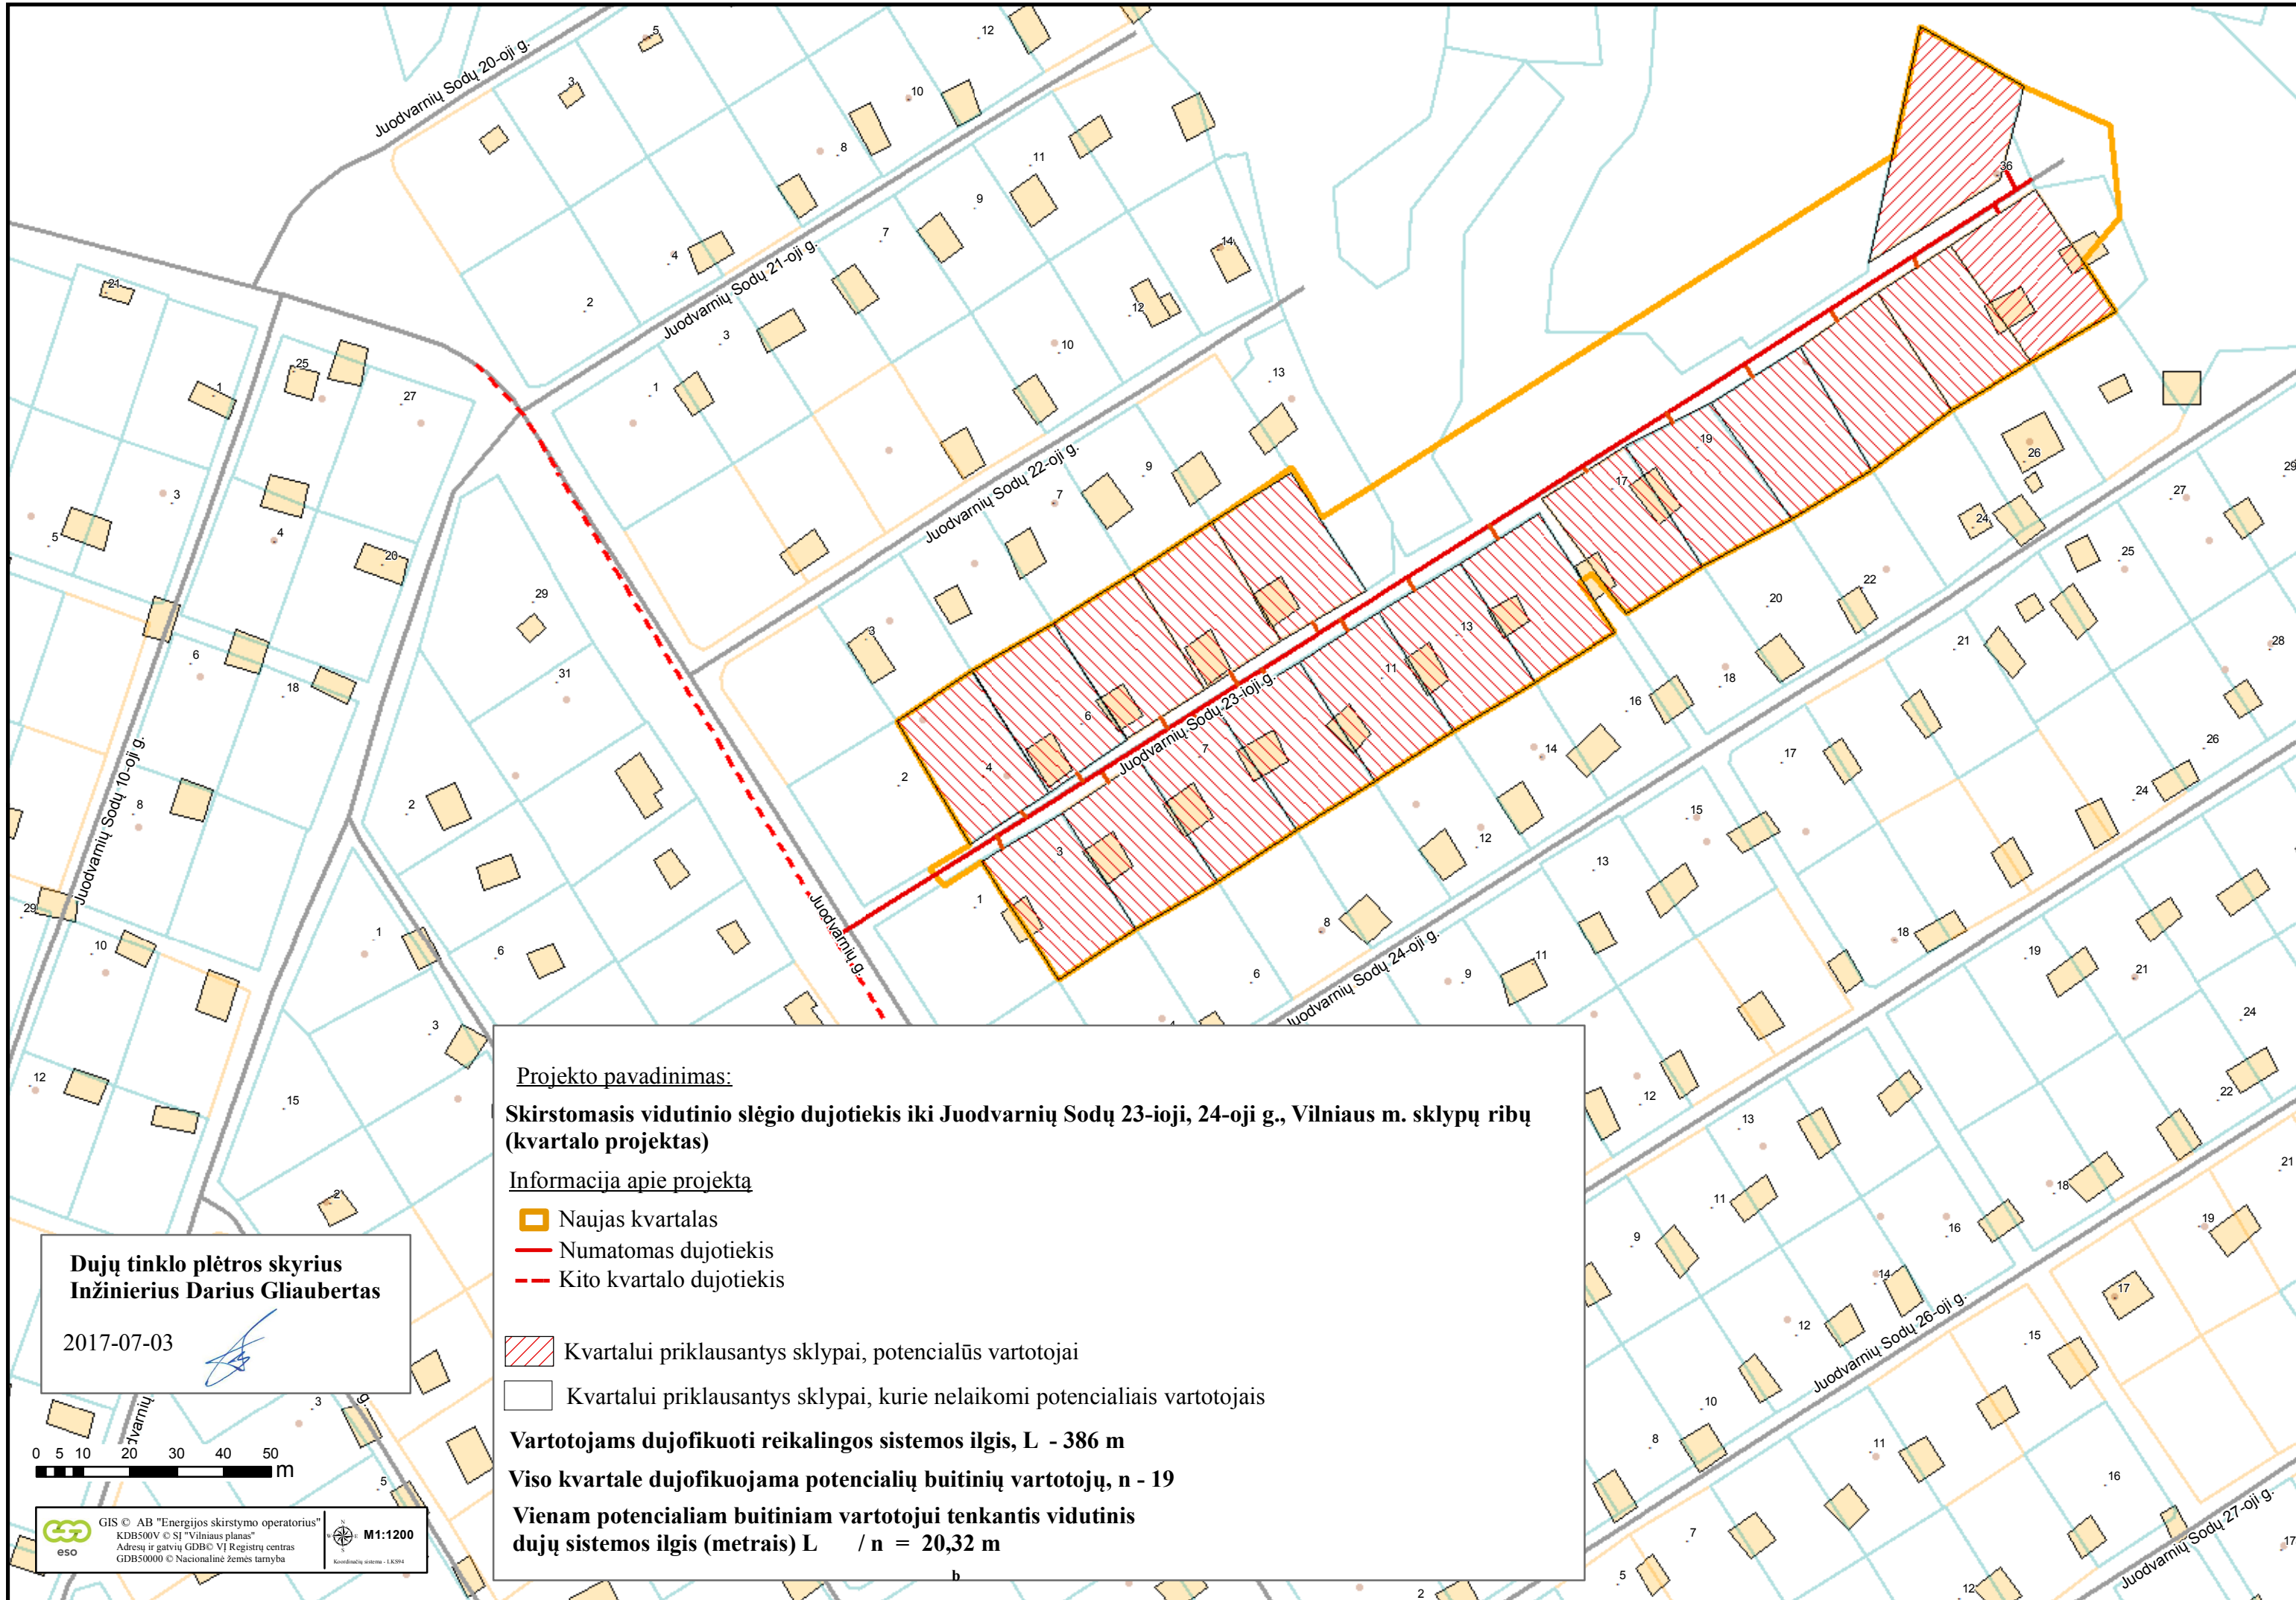 Juodvarnių Sodų 20-oji g.
Juodvarnių Sodų 21-oji g.
Juodvarnių Sodų 22-oji g.
Juodvarnių Sodų 23-ioji g.
Juodvarnių Sodų 24-oji g.
Juodvarnių Sodų 10-oji g.
Juodvarnių g.
Juodvarnių Sodų 26-oji g.
Juodvarnių Sodų 27-oji g.
Projekto pavadinimas:
Skirstomasis vidutinio slėgio dujotiekis iki Juodvarnių Sodų 23-ioji, 24-oji g., Vilniaus m. sklypų ribų
(kvartalo projektas)
Informacija apie projektą
Naujas kvartalas
Numatomas dujotiekis
Kito kvartalo dujotiekis
Kvartalui priklausantys sklypai, potencialūs vartotojai
Kvartalui priklausantys sklypai, kurie nelaikomi potencialiais vartotojais
Vartotojams dujofikuoti reikalingos sistemos ilgis, L - 386 m
Viso kvartale dujofikuojama potencialių buitinių vartotojų, n - 19
Vienam potencialiam buitiniam vartotojui tenkantis vidutinis
dujų sistemos ilgis (metrais) L / n = 20,32 m
b
Dujų tinklo plėtros skyrius
Inžinierius Darius Gliaubertas
2017-07-03
0 5 10 20 30 40 50 m
eso
GIS © AB "Energijos skirstymo operatorius"
KDB500V © SĮ "Vilniaus planas"
Adresų ir gatvių GDB© VĮ Registrų centras
GDB50000 © Nacionalinė žemės tarnyba
M1:1200
Koordinačių sistema - LKS94